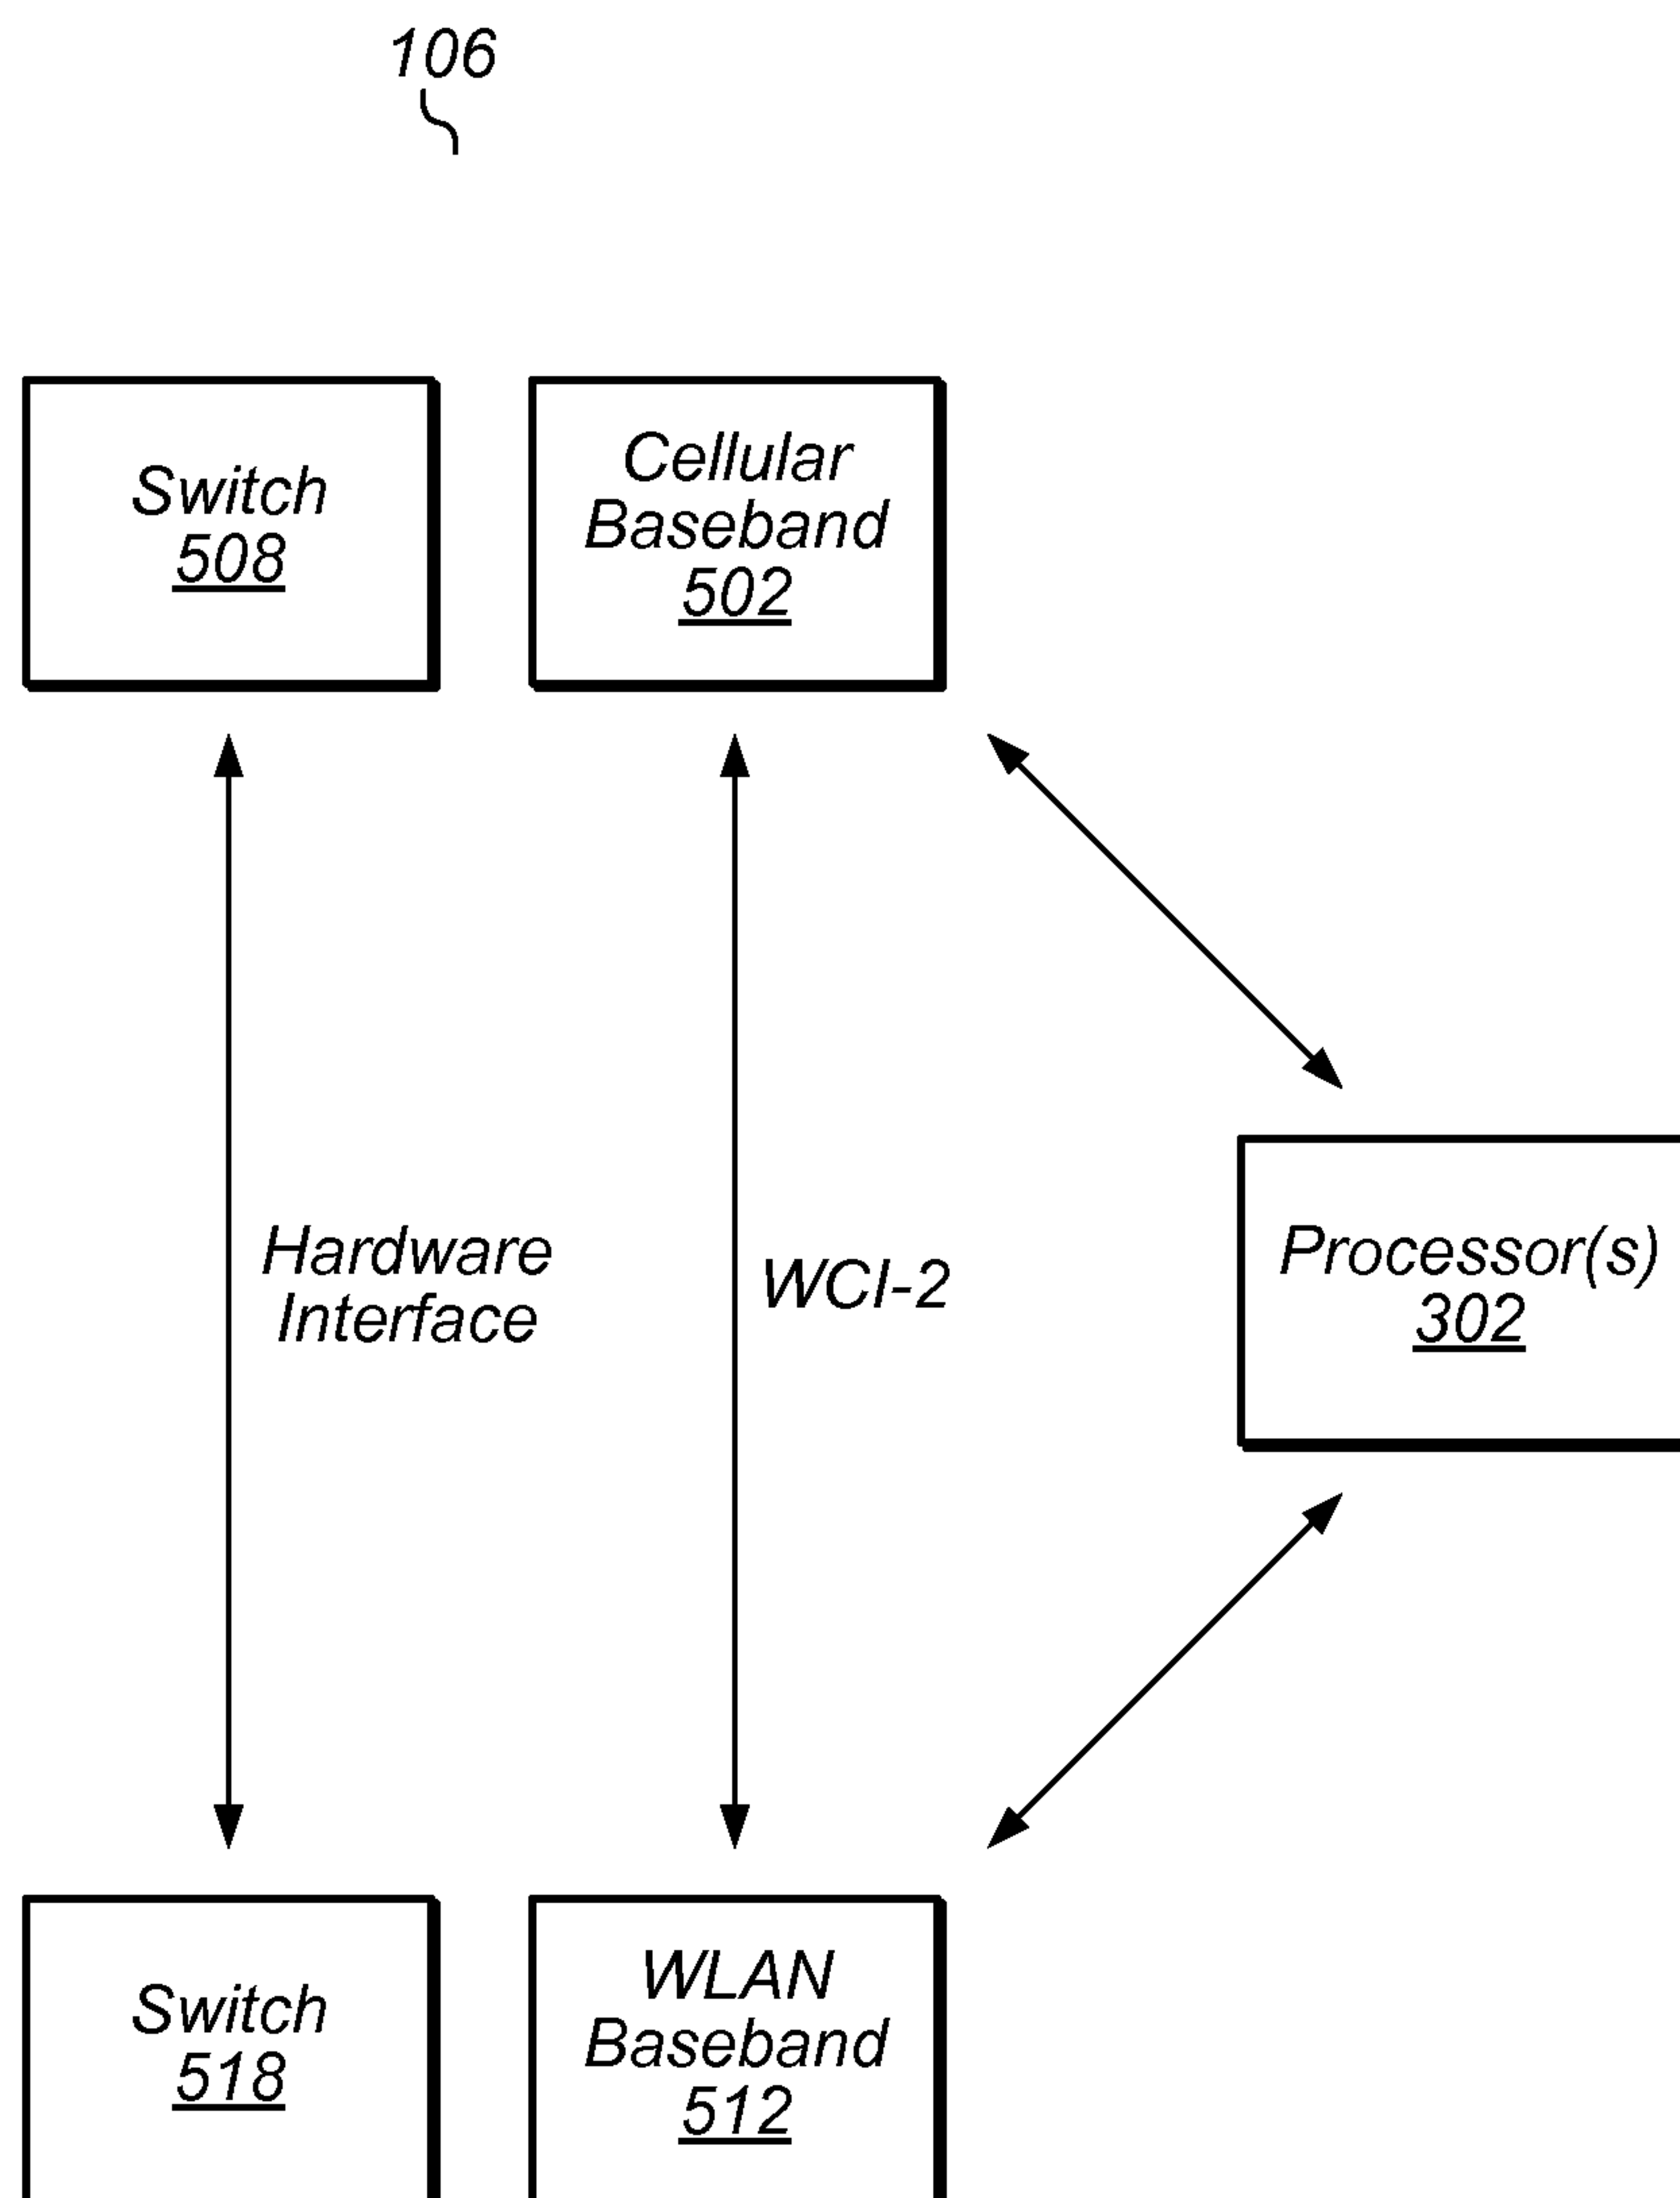 106
Switch
508
Cellular
Baseband
502
Hardware
Interface
WCI-2
Processor(s)
302
Switch
518
WLAN
Baseband
512